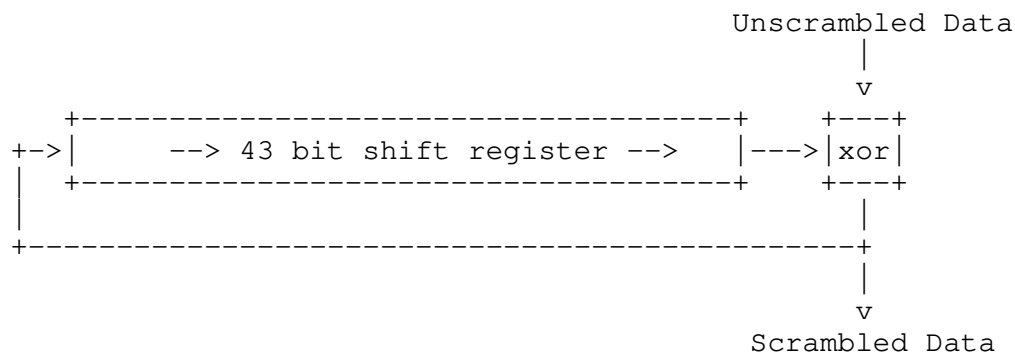 Unscrambled Data
|
v
+-------------------------------------+ +---+
+->| --> 43 bit shift register --> |--->|xor|
| +-------------------------------------+ +---+
| |
+-----------------------------------------------+
|
v
Scrambled Data